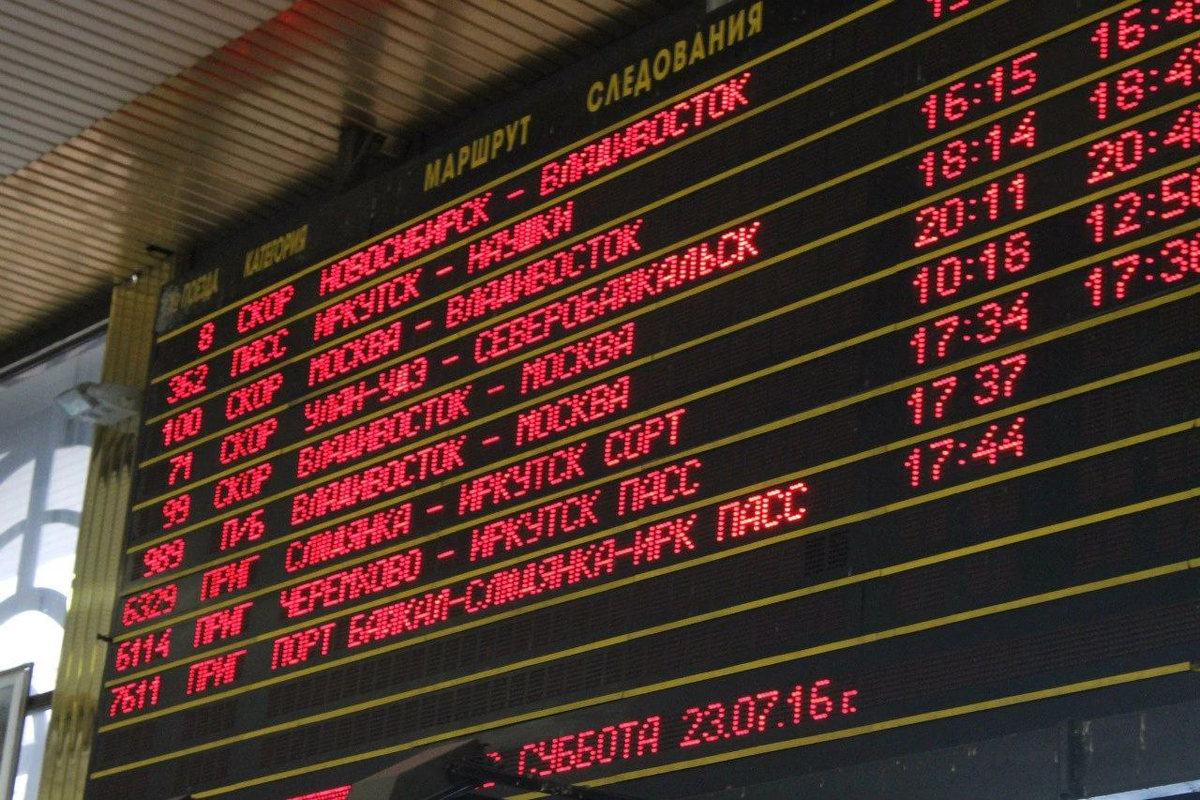 № ПОЕЗДА КАТЕГОРИЯ МАРШРУТ СЛЕДОВАНИЯ
8 СКОР НОВОСИБИРСК - ВЛАДИВОСТОК
362 ПАСС ИРКУТСК - НАУШКИ
100 СКОР МОСКВА - ВЛАДИВОСТОК 16:15
71 СКОР УЛАН-УДЭ - СЕВЕРОБАЙКАЛЬСК 18:14
99 СКОР ВЛАДИВОСТОК - МОСКВА 20:11
989 П/Б ВЛАДИВОСТОК - МОСКВА 10:18
6329 ПРИГ СЛЮДЯНКА - ИРКУТСК СОРТ 17:34
6114 ПРИГ ЧЕРЕМХОВО - ИРКУТСК ПАСС 17 37
7611 ПРИГ ПОРТ БАЙКАЛ-СЛЮДЯНКА-ИРК ПАСС 17:44
СУББОТА 23.07.16 г